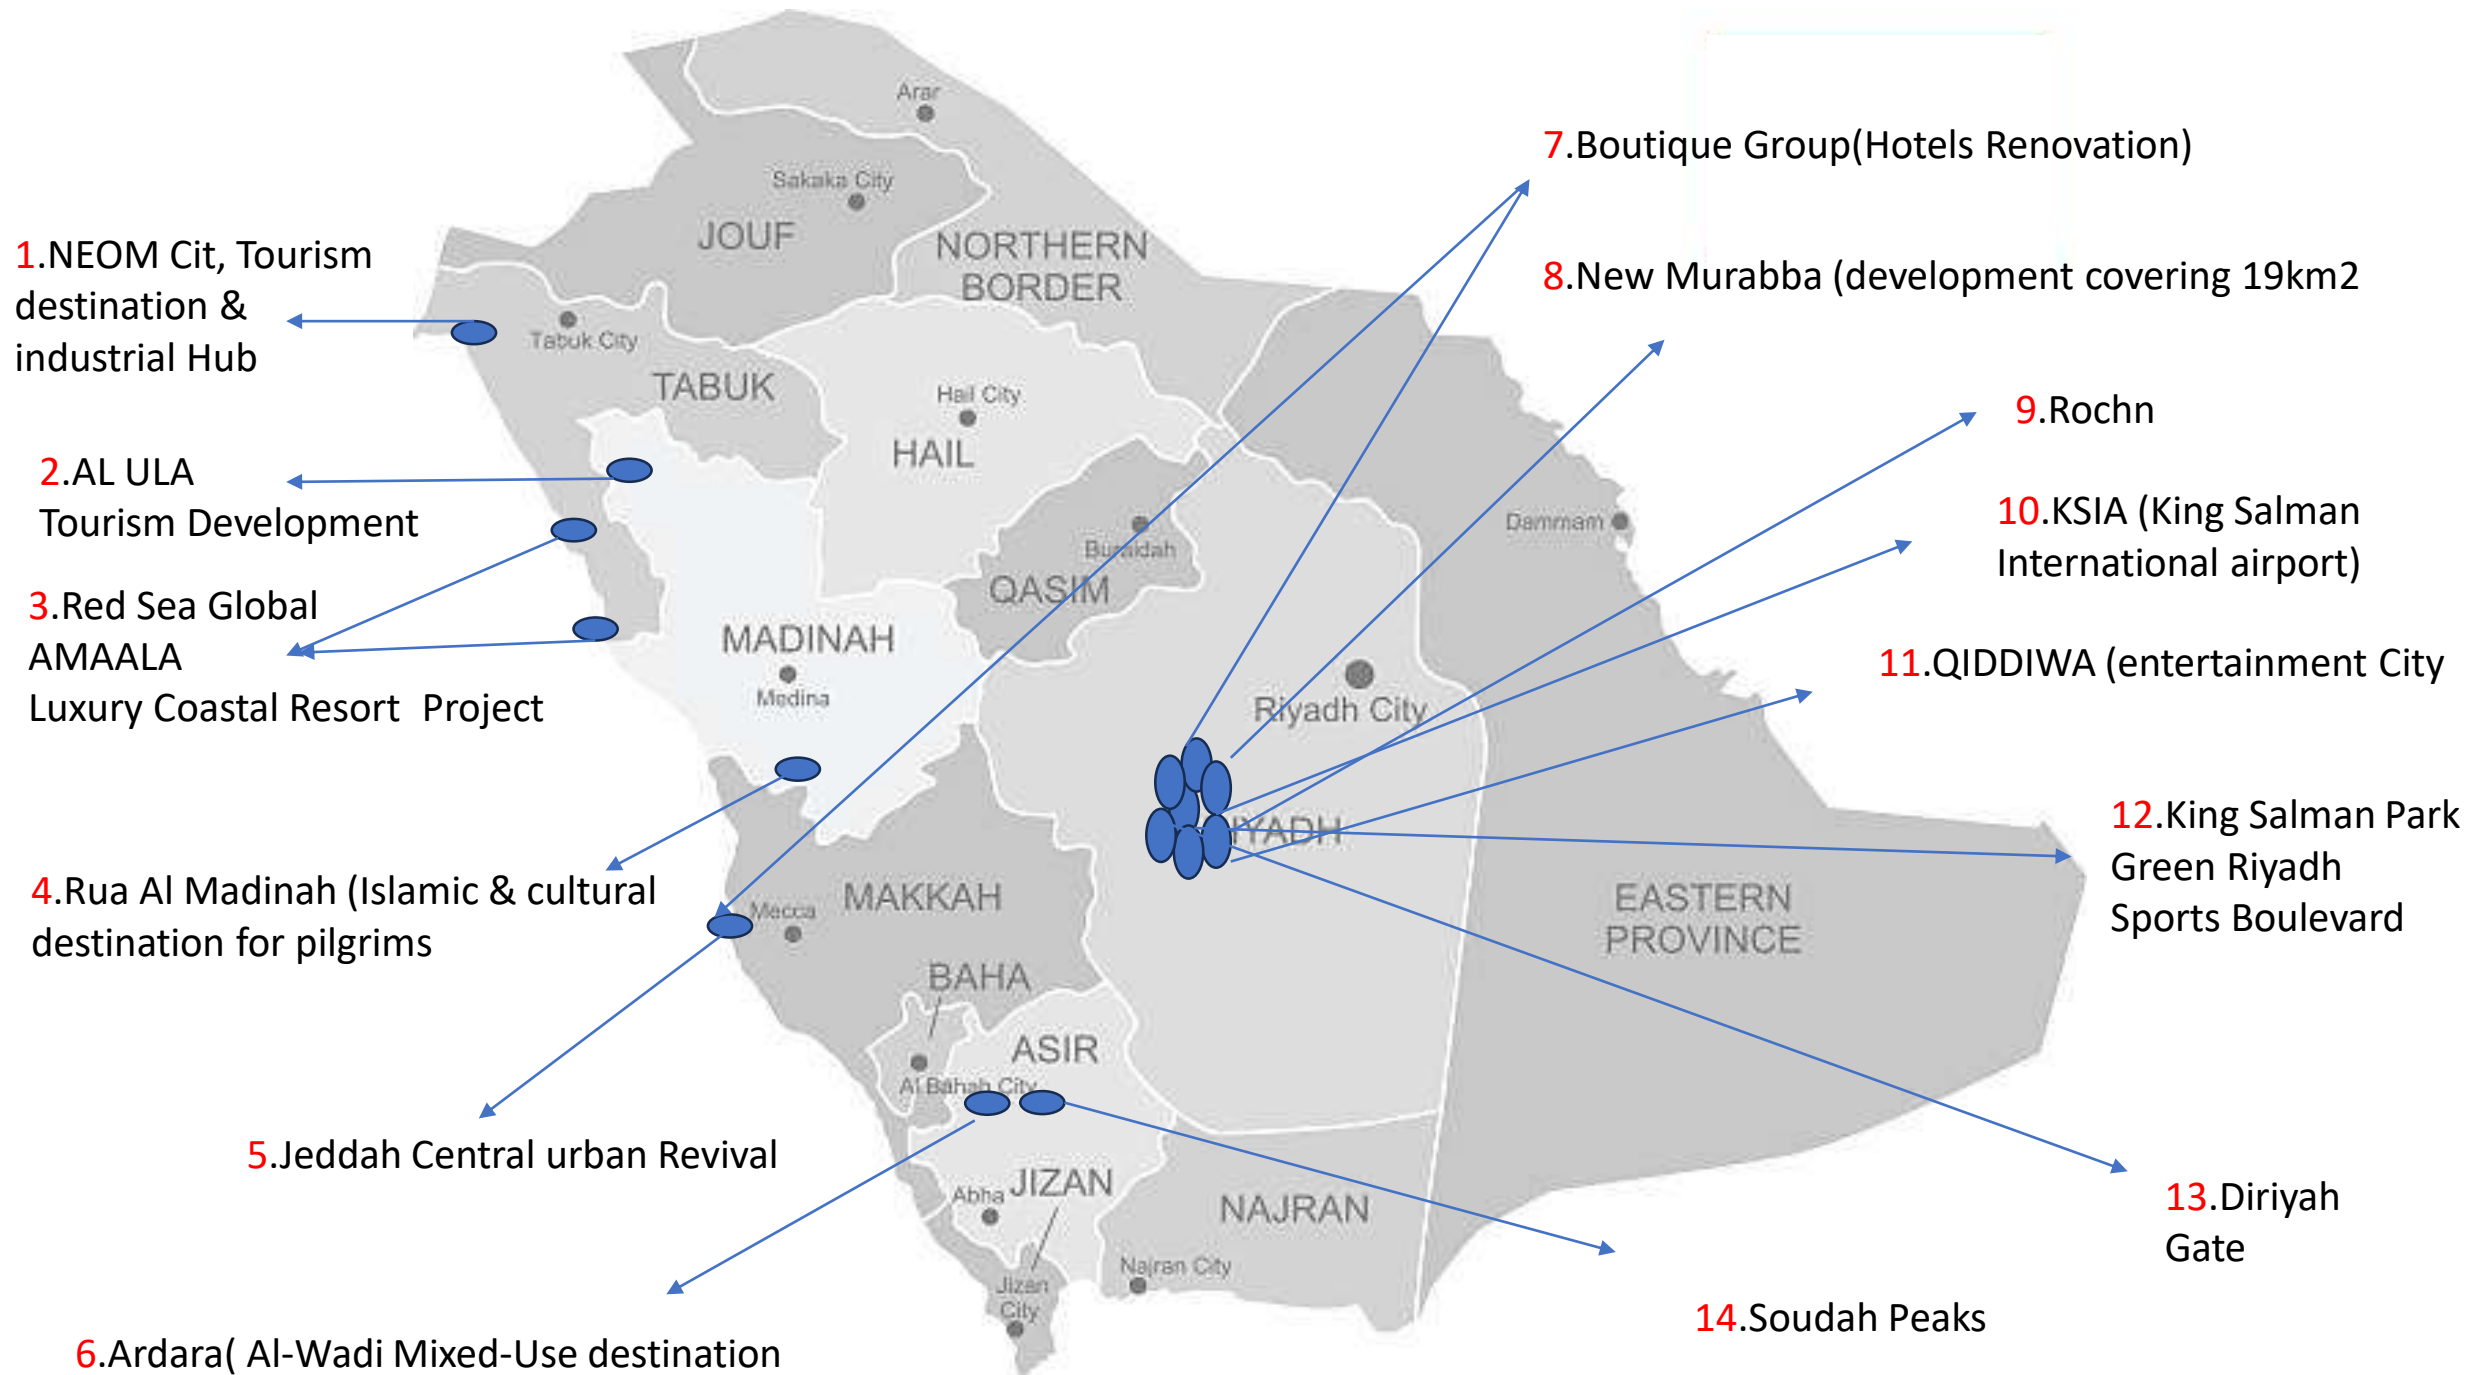 Arar
Sakaka City
JOUF
NORTHERN
BORDER
Tabuk City
TABUK
Hail City
HAIL
Buraidah
QASIM
Dammam
MADINAH
Medina
Riyadh City
IYADH
MAKKAH
Mecca
EASTERN
PROVINCE
BAHA
ASIR
Al Bahah City
JIZAN
Abha
NAJRAN
Najran City
Jizan
City
1.NEOM Cit, Tourism
destination &
industrial Hub
2.AL ULA
Tourism Development
3.Red Sea Global
AMAALA
Luxury Coastal Resort Project
4.Rua Al Madinah (Islamic & cultural
destination for pilgrims
5.Jeddah Central urban Revival
6.Ardara( Al-Wadi Mixed-Use destination
7.Boutique Group(Hotels Renovation)
8.New Murabba (development covering 19km2
9.Rochn
10.KSIA (King Salman
International airport)
11.QIDDIWA (entertainment City
12.King Salman Park
Green Riyadh
Sports Boulevard
13.Diriyah
Gate
14.Soudah Peaks